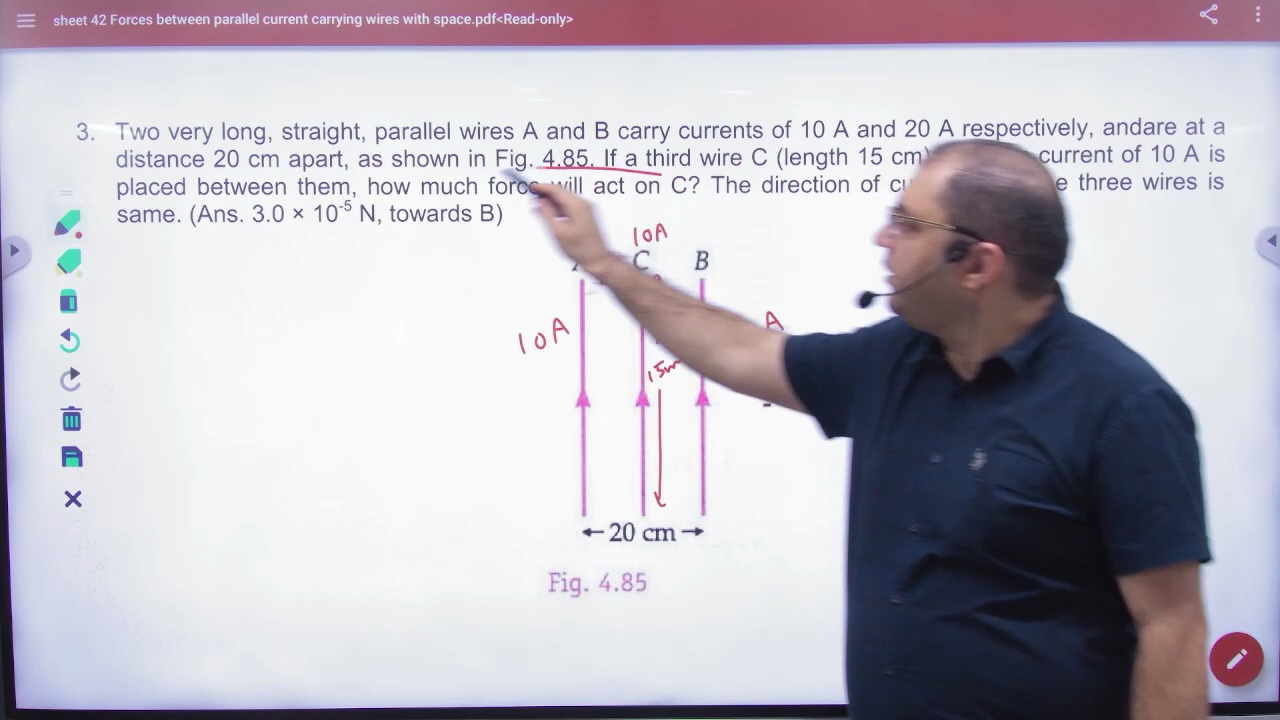 sheet 42 Forces between parallel current carrying wires with space.pdf<Read-only>
3. Two very long, straight, parallel wires A and B carry currents of 10 A and 20 A respectively, andare at a
distance 20 cm apart, as shown in Fig. 4.85. If a third wire C (length 15 cm) current of 10 A is
placed between them, how much force will act on C? The direction of three wires is
same. (Ans. 3.0 × 10⁻⁵ N, towards B)
10A
C B
10A A
20 cm
Fig. 4.85